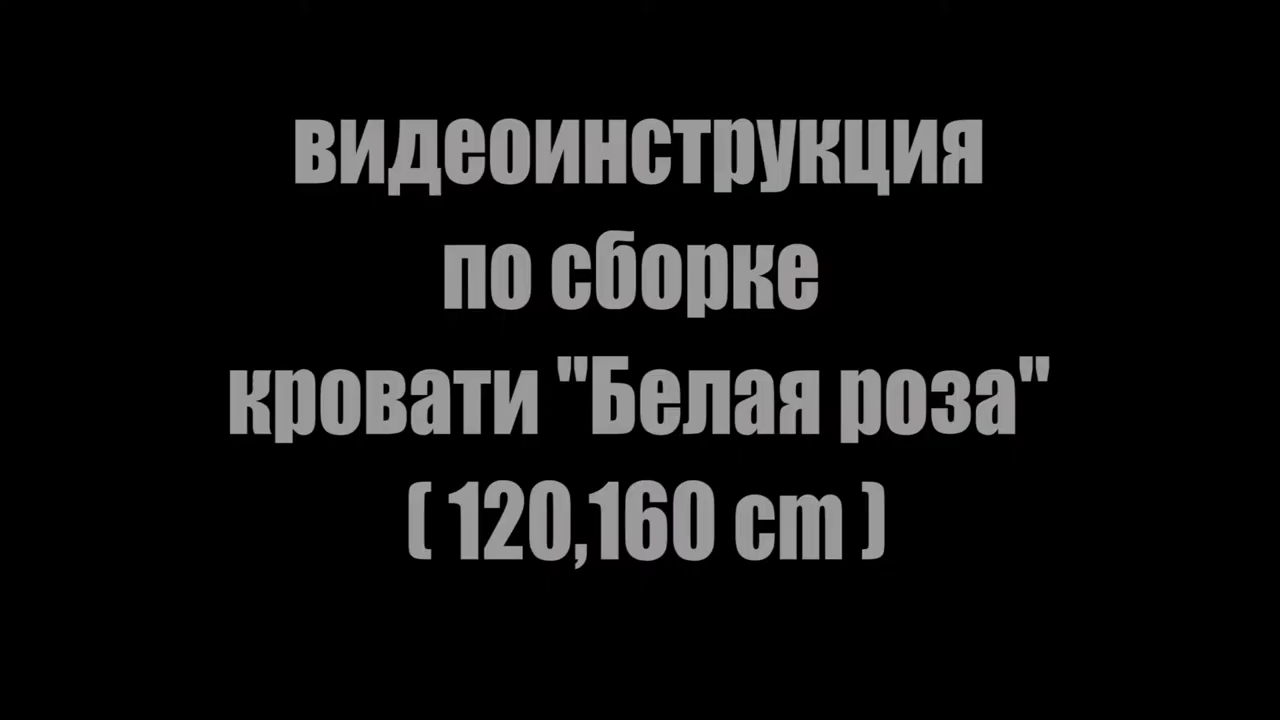 видеоинструкция
по сборке
кровати "Белая роза"
( 120,160 cm )